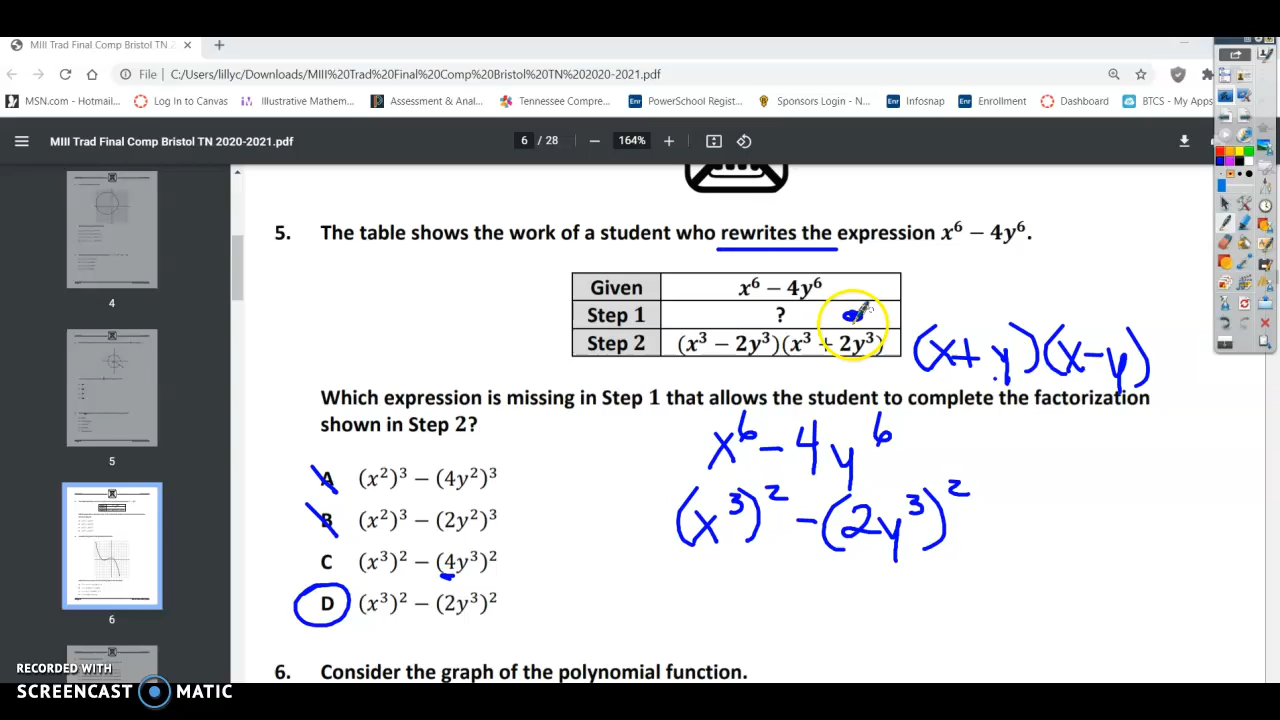 MIII Trad Final Comp Bristol TN 2
File | C:/Users/lillyc/Downloads/MIII%20Trad%20Final%20Comp%20Bristol%20TN%202020-2021.pdf
MSN.com - Hotmail... Log In to Canvas Illustrative Mathem... Assessment & Anal... Tennessee Compre... Enr PowerSchool Regist... Sponsors Login - N... Enr Infosnap Enr Enrollment Dashboard BTCS - My Apps
MIII Trad Final Comp Bristol TN 2020-2021.pdf 6 / 28 164%
4
5
6
5. The table shows the work of a student who rewrites the expression x⁶ − 4y⁶.
Given x⁶ − 4y⁶
Step 1 ?
Step 2 (x³ − 2y³)(x³ + 2y³)
(x+y)(x−y)
Which expression is missing in Step 1 that allows the student to complete the factorization
shown in Step 2?
x⁶ − 4y⁶
A (x²)³ − (4y²)³
B (x²)³ − (2y²)³
(x³)² − (2y³)²
C (x³)² − (4y³)²
D (x³)² − (2y³)²
6. Consider the graph of the polynomial function.
RECORDED WITH
SCREENCAST MATIC